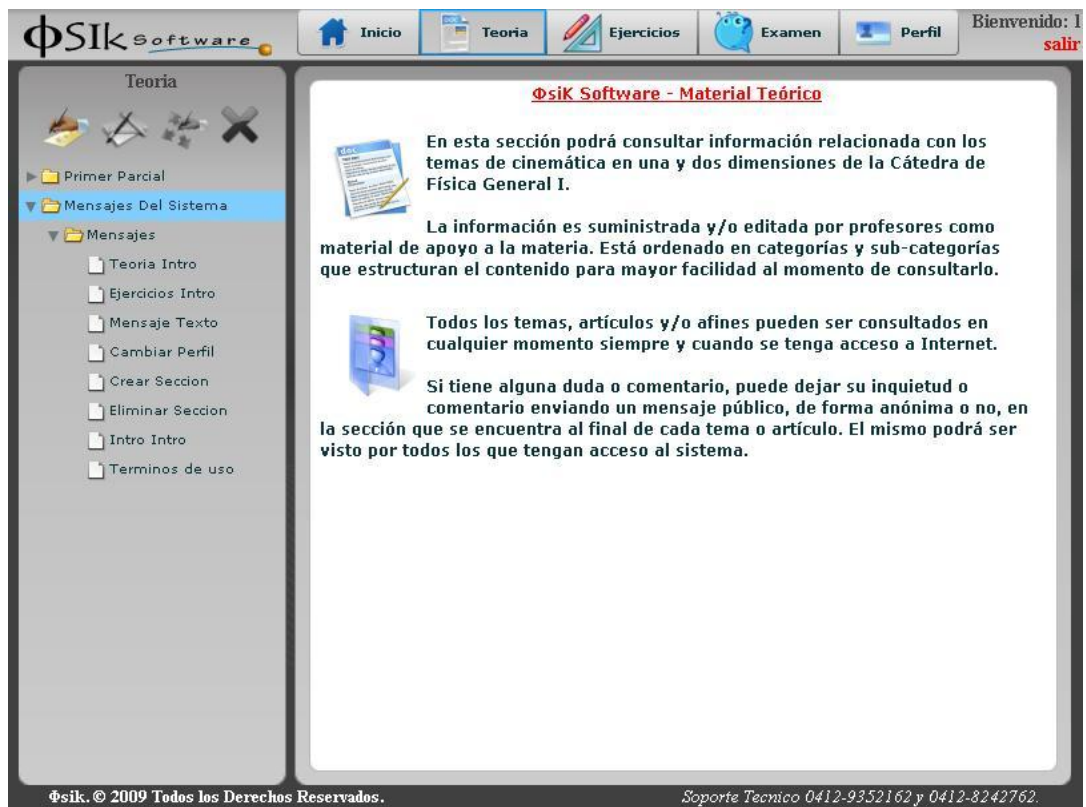 ΦSIK software
Inicio
Teoria
Ejercicios
Examen
Perfil
Bienvenido: 1
salir
Teoria
Primer Parcial
Mensajes Del Sistema
Mensajes
Teoria Intro
Ejercicios Intro
Mensaje Texto
Cambiar Perfil
Crear Seccion
Eliminar Seccion
Intro Intro
Terminos de uso
ΦsiK Software - Material Teórico
En esta sección podrá consultar información relacionada con los
temas de cinemática en una y dos dimensiones de la Cátedra de
Física General I.
La información es suministrada y/o editada por profesores como
material de apoyo a la materia. Está ordenado en categorías y sub-categorías
que estructuran el contenido para mayor facilidad al momento de consultarlo.
Todos los temas, artículos y/o afines pueden ser consultados en
cualquier momento siempre y cuando se tenga acceso a Internet.
Si tiene alguna duda o comentario, puede dejar su inquietud o
comentario enviando un mensaje público, de forma anónima o no, en
la sección que se encuentra al final de cada tema o artículo. El mismo podrá ser
visto por todos los que tengan acceso al sistema.
Φsik. © 2009 Todos los Derechos Reservados.
Soporte Tecnico 0412-9352162 y 0412-8242762.